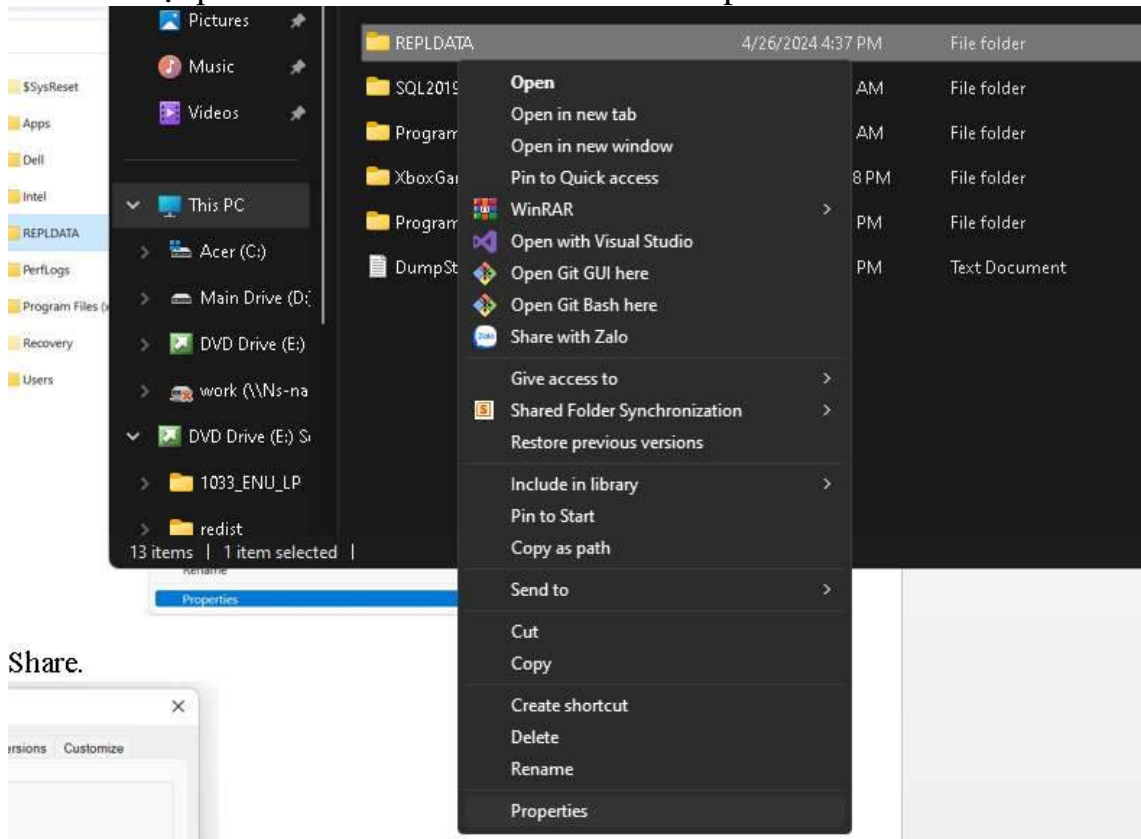 Pictures
REPLDATA 4/26/2024 4:37 PM File folder
Music
$SysReset
SQL2019 AM File folder
Open
Videos
Open in new tab
Apps
Program AM File folder
Open in new window
Dell
XboxGa 8 PM File folder
Pin to Quick access
Intel
This PC
WinRAR
Program PM File folder
REPLDATA
Open with Visual Studio
Acer (C:)
PerfLogs
DumpSt PM Text Document
Open Git GUI here
Main Drive (D:)
Program Files (x
Open Git Bash here
Recovery
DVD Drive (E:)
Share with Zalo
Users
work (\\Ns-na
Give access to
Shared Folder Synchronization
DVD Drive (E:) S
Restore previous versions
1033_ENU_LP
Include in library
Pin to Start
redist
13 items | 1 item selected |
Copy as path
Rename
Send to
Properties
Cut
Share.
Copy
Create shortcut
ersions Customize
Delete
Rename
Properties